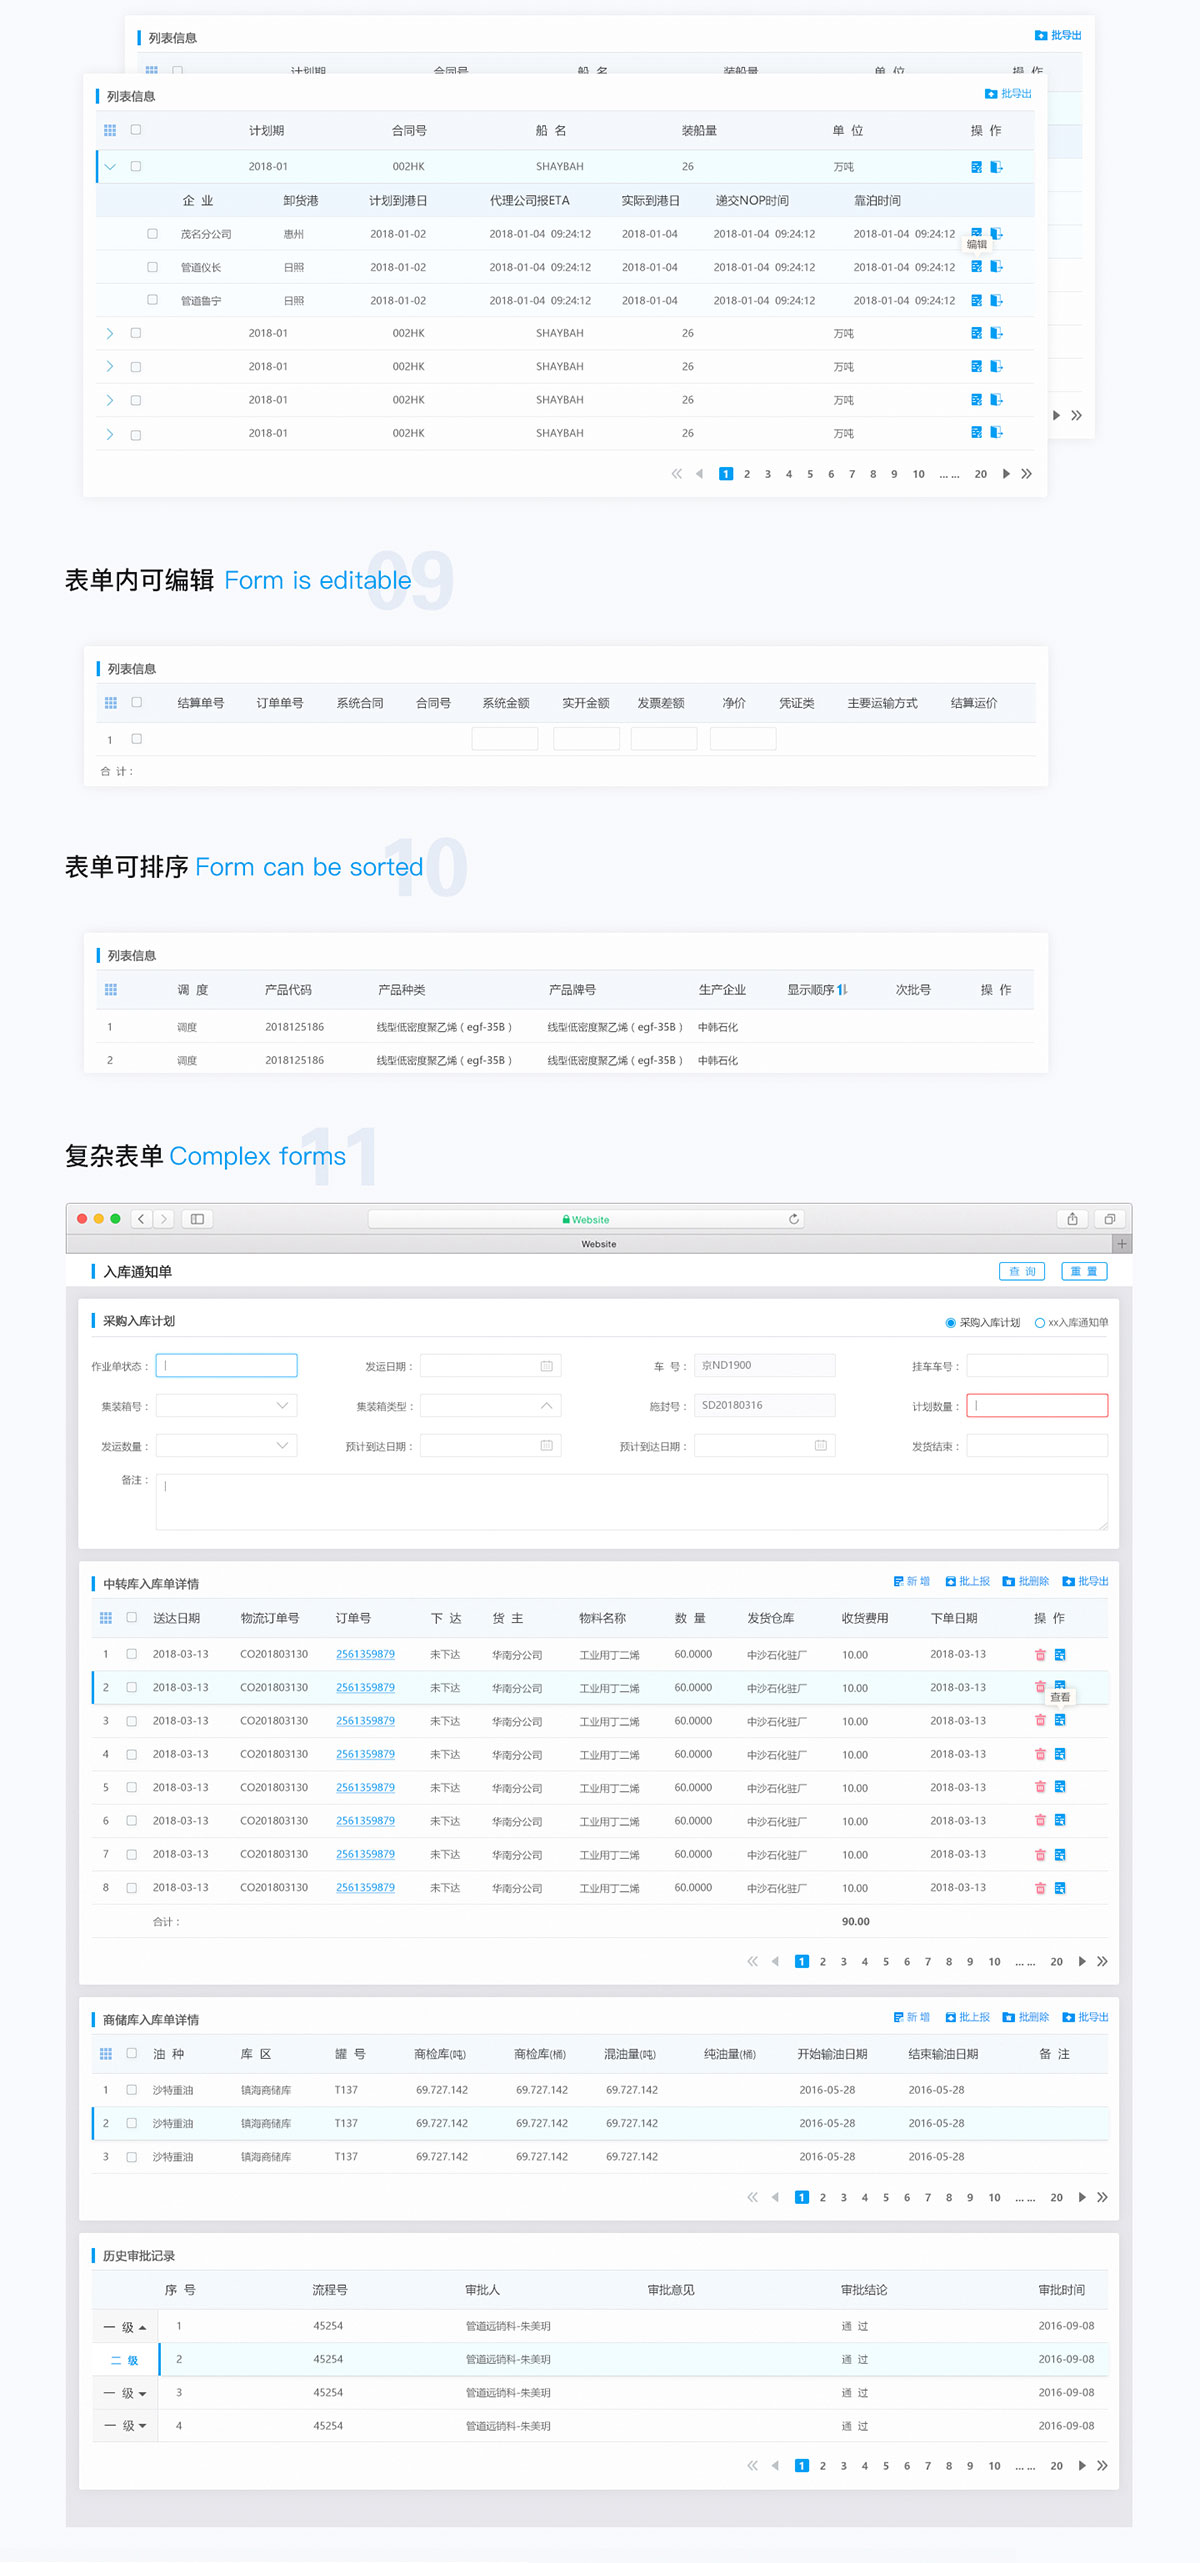 列表信息 批导出
计划期 合同号 船 名 装船量 单 位 操 作
列表信息 批导出
计划期 合同号 船 名 装船量 单 位 操 作
2018-01 002HK SHAYBAH 26 万吨
企 业 卸货港 计划到港日 代理公司报ETA 实际到港日 递交NOP时间 靠泊时间
茂名分公司 惠州 2018-01-02 2018-01-04 09:24:12 2018-01-04 2018-01-04 09:24:12 2018-01-04 09:24:12
编辑
管道仪长 日照 2018-01-02 2018-01-04 09:24:12 2018-01-04 2018-01-04 09:24:12 2018-01-04 09:24:12
管道鲁宁 日照 2018-01-02 2018-01-04 09:24:12 2018-01-04 2018-01-04 09:24:12 2018-01-04 09:24:12
2018-01 002HK SHAYBAH 26 万吨
2018-01 002HK SHAYBAH 26 万吨
2018-01 002HK SHAYBAH 26 万吨
2018-01 002HK SHAYBAH 26 万吨
1 2 3 4 5 6 7 8 9 10 ... ... 20
表单内可编辑 Form is editable 09
列表信息
结算单号 订单单号 系统合同 合同号 系统金额 实开金额 发票差额 净价 凭证类 主要运输方式 结算运价
1
合 计：
表单可排序 Form can be sorted 10
列表信息
调 度 产品代码 产品种类 产品牌号 生产企业 显示顺序 次批号 操 作
1 调度 2018125186 线型低密度聚乙烯（egf-35B） 线型低密度聚乙烯（egf-35B） 中韩石化
2 调度 2018125186 线型低密度聚乙烯（egf-35B） 线型低密度聚乙烯（egf-35B） 中韩石化
复杂表单 Complex forms 11
Website
Website
入库通知单 查 询 重 置
采购入库计划 采购入库计划 xx入库通知单
作业单状态： 发运日期： 车 号： 京ND1900 挂车车号：
集装箱号： 集装箱类型： 施封号： SD20180316 计划数量：
发运数量： 预计到达日期： 预计到达日期： 发货结束：
备注：
中转库入库单详情 新 增 批上报 批删除 批导出
送达日期 物流订单号 订单号 下 达 货 主 物料名称 数 量 发货仓库 收货费用 下单日期 操 作
1 2018-03-13 CO201803130 2561359879 未下达 华南分公司 工业用丁二烯 60.0000 中沙石化驻厂 10.00 2018-03-13
2 2018-03-13 CO201803130 2561359879 未下达 华南分公司 工业用丁二烯 60.0000 中沙石化驻厂 10.00 2018-03-13
查看
3 2018-03-13 CO201803130 2561359879 未下达 华南分公司 工业用丁二烯 60.0000 中沙石化驻厂 10.00 2018-03-13
4 2018-03-13 CO201803130 2561359879 未下达 华南分公司 工业用丁二烯 60.0000 中沙石化驻厂 10.00 2018-03-13
5 2018-03-13 CO201803130 2561359879 未下达 华南分公司 工业用丁二烯 60.0000 中沙石化驻厂 10.00 2018-03-13
6 2018-03-13 CO201803130 2561359879 未下达 华南分公司 工业用丁二烯 60.0000 中沙石化驻厂 10.00 2018-03-13
7 2018-03-13 CO201803130 2561359879 未下达 华南分公司 工业用丁二烯 60.0000 中沙石化驻厂 10.00 2018-03-13
8 2018-03-13 CO201803130 2561359879 未下达 华南分公司 工业用丁二烯 60.0000 中沙石化驻厂 10.00 2018-03-13
合计： 90.00
1 2 3 4 5 6 7 8 9 10 ... ... 20
商储库入库单详情 新 增 批上报 批删除 批导出
油 种 库 区 罐 号 商检库(吨) 商检库(桶) 混油量(吨) 纯油量(桶) 开始输油日期 结束输油日期 备 注
1 沙特重油 镇海商储库 T137 69.727.142 69.727.142 69.727.142 2016-05-28 2016-05-28
2 沙特重油 镇海商储库 T137 69.727.142 69.727.142 69.727.142 2016-05-28 2016-05-28
3 沙特重油 镇海商储库 T137 69.727.142 69.727.142 69.727.142 2016-05-28 2016-05-28
1 2 3 4 5 6 7 8 9 10 ... ... 20
历史审批记录
序 号 流程号 审批人 审批意见 审批结论 审批时间
一 级 1 45254 管道远销科-朱美玥 通 过 2016-09-08
二 级 2 45254 管道远销科-朱美玥 通 过 2016-09-08
一 级 3 45254 管道远销科-朱美玥 通 过 2016-09-08
一 级 4 45254 管道远销科-朱美玥 通 过 2016-09-08
1 2 3 4 5 6 7 8 9 10 ... ... 20